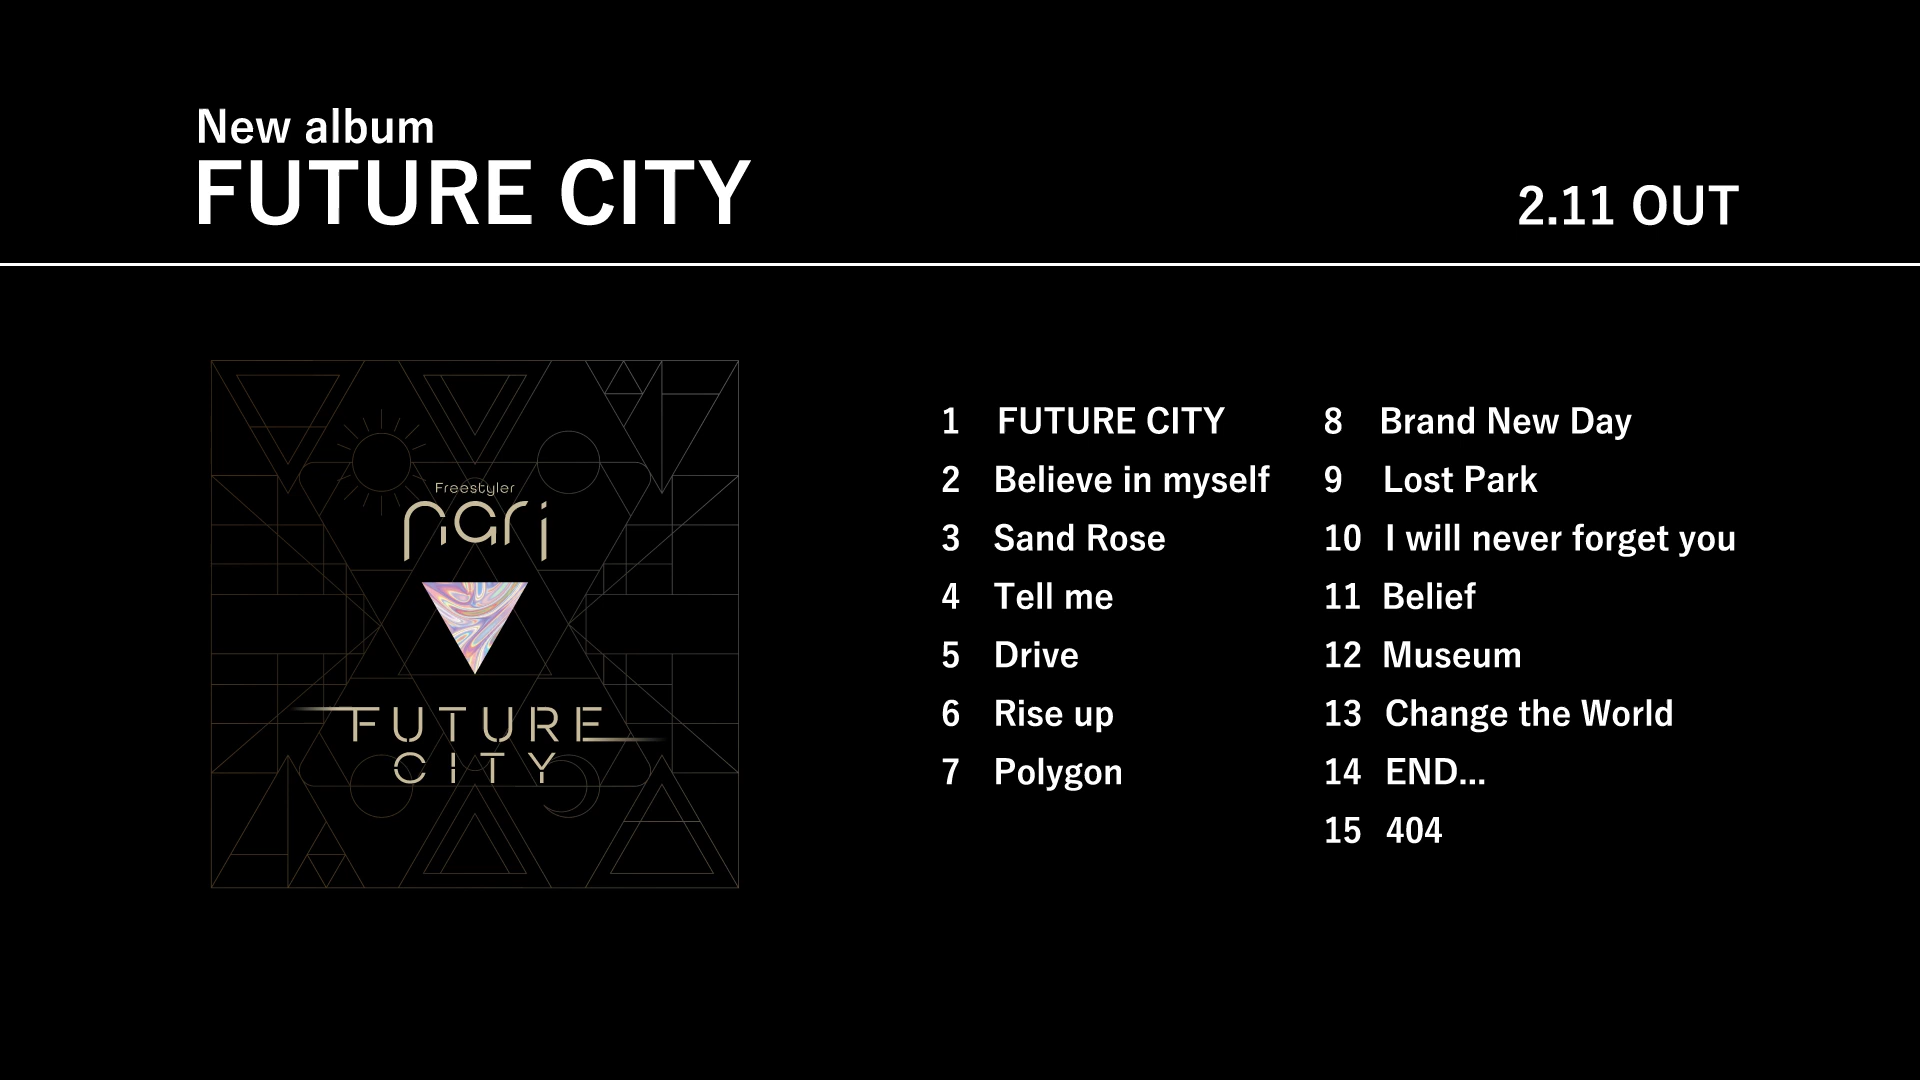 New album
FUTURE CITY
2.11 OUT
Freestyler
nari
FUTURE
CITY
1 FUTURE CITY
2 Believe in myself
3 Sand Rose
4 Tell me
5 Drive
6 Rise up
7 Polygon
8 Brand New Day
9 Lost Park
10 I will never forget you
11 Belief
12 Museum
13 Change the World
14 END...
15 404